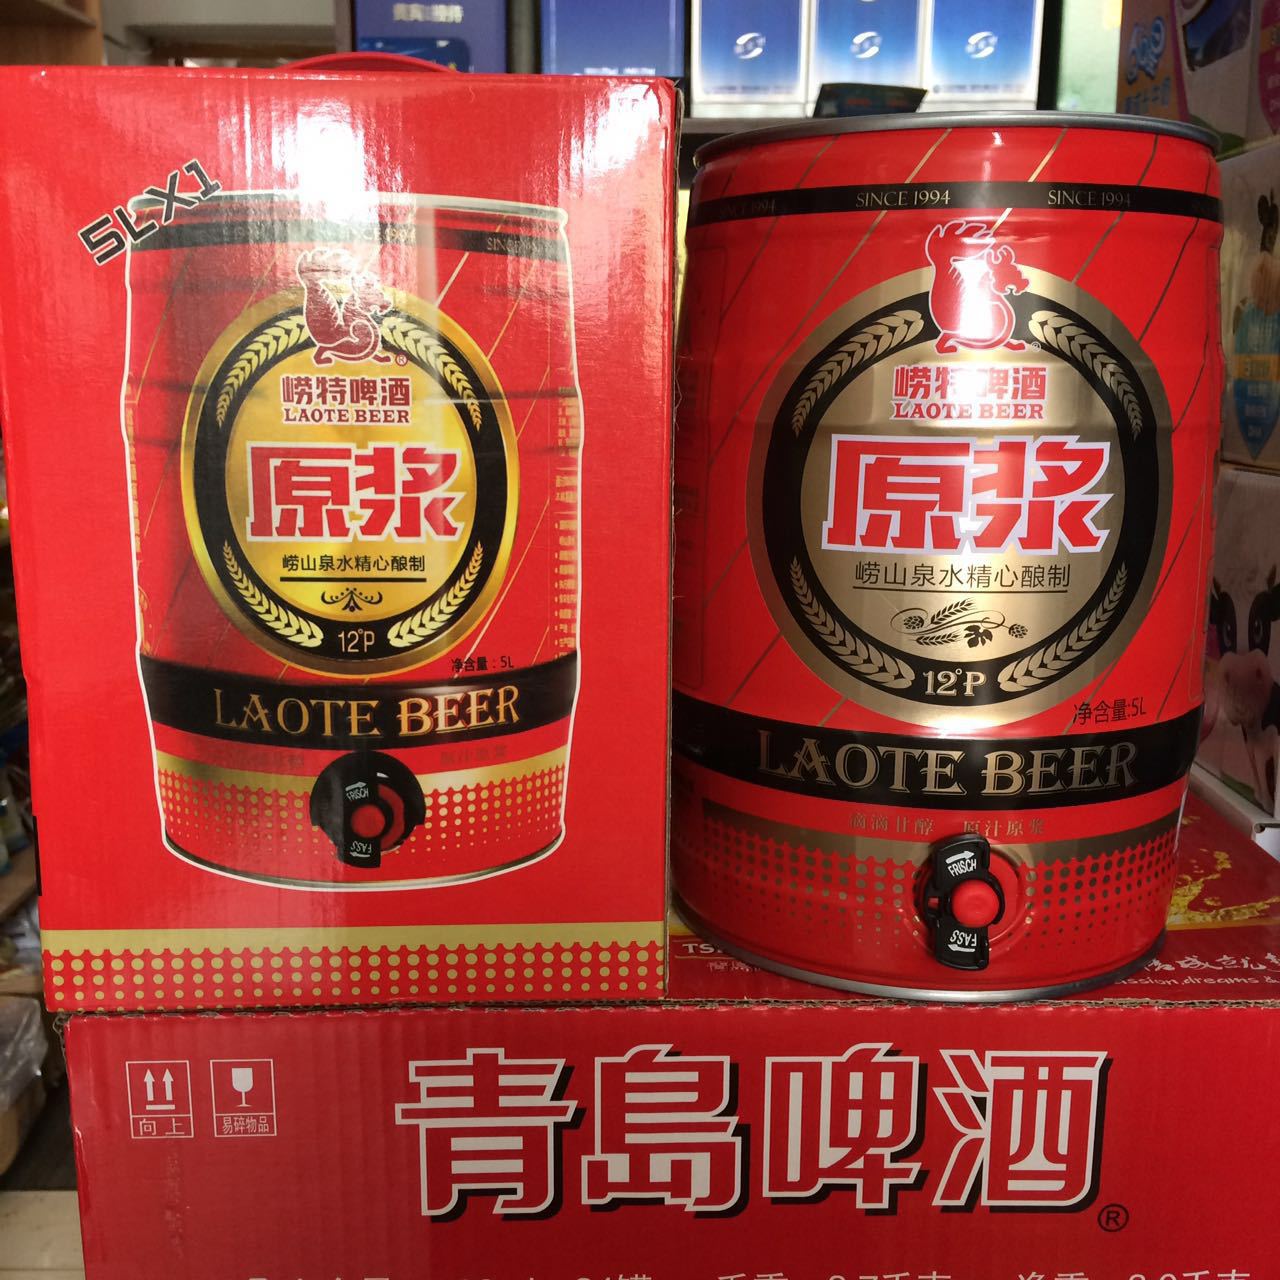 5LX1
SINCE 1994
崂特啤酒
LAOTE BEER
原浆
崂山泉水精心酿制
12°P
净含量：5L
LAOTE BEER
FRISCH
FASS
SINCE 1994
SINCE 1994
崂特啤酒
LAOTE BEER
原浆
崂山泉水精心酿制
12°P
净含量:5L
LAOTE BEER
滴滴甘醇 原汁原浆
FRISCH
FASS
向上
易碎物品
青島啤酒